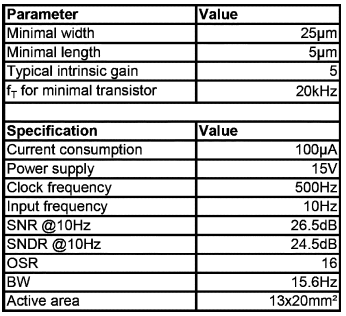 Parameter Value
Minimal width 25µm
Minimal length 5µm
Typical intrinsic gain 5
fT for minimal transistor 20kHz
Specification Value
Current consumption 100µA
Power supply 15V
Clock frequency 500Hz
Input frequency 10Hz
SNR @10Hz 26.5dB
SNDR @10Hz 24.5dB
OSR 16
BW 15.6Hz
Active area 13x20mm²